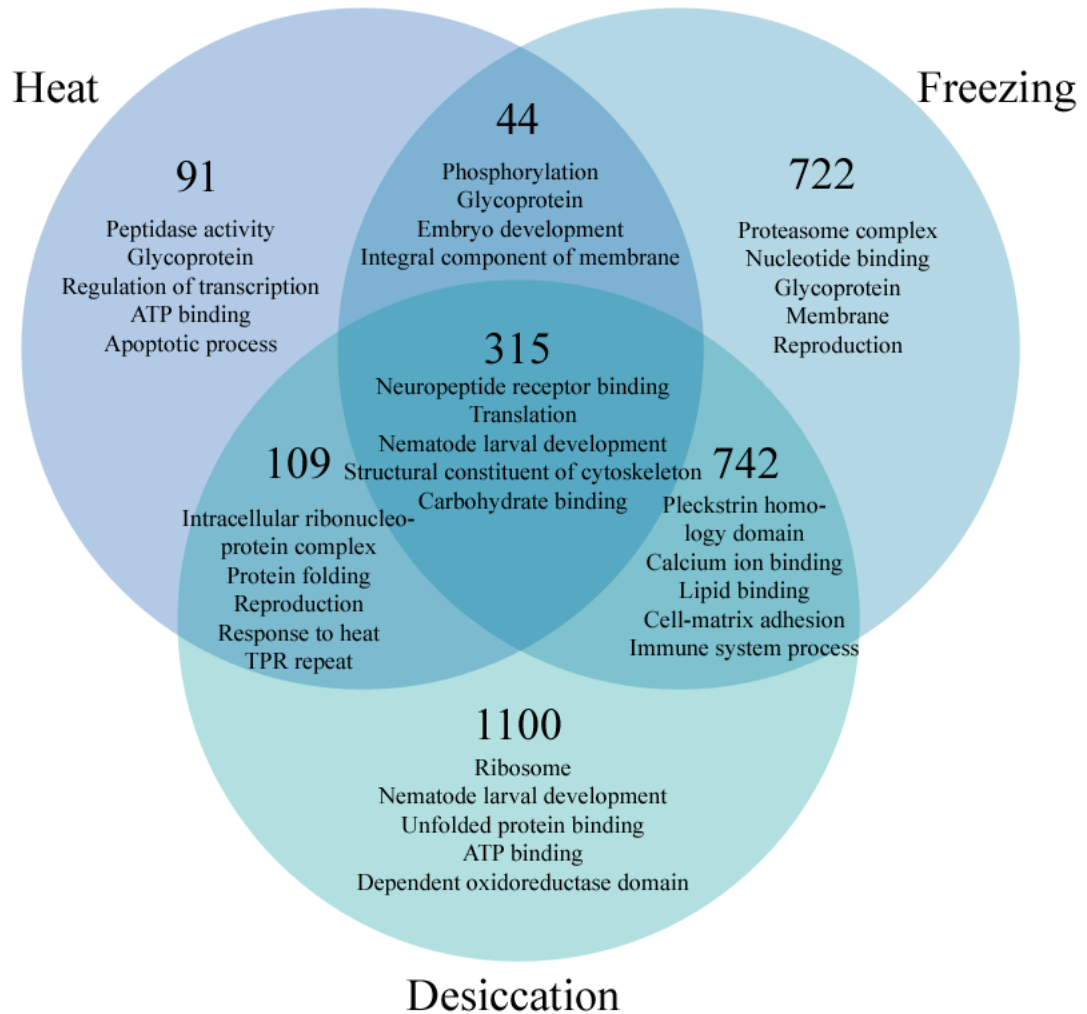 Heat
Freezing
44
Phosphorylation
Glycoprotein
Embryo development
Integral component of membrane
91
Peptidase activity
Glycoprotein
Regulation of transcription
ATP binding
Apoptotic process
722
Proteasome complex
Nucleotide binding
Glycoprotein
Membrane
Reproduction
315
Neuropeptide receptor binding
Translation
Nematode larval development
Structural constituent of cytoskeleton
Carbohydrate binding
109
Intracellular ribonucleo-
protein complex
Protein folding
Reproduction
Response to heat
TPR repeat
742
Pleckstrin homo-
logy domain
Calcium ion binding
Lipid binding
Cell-matrix adhesion
Immune system process
1100
Ribosome
Nematode larval development
Unfolded protein binding
ATP binding
Dependent oxidoreductase domain
Desiccation